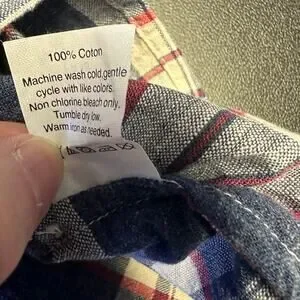 100% Coton
Machine wash cold,gentle
cycle with like colors.
Non chlorine bleach only,
Tumble dry low.
Warm iron as needed.